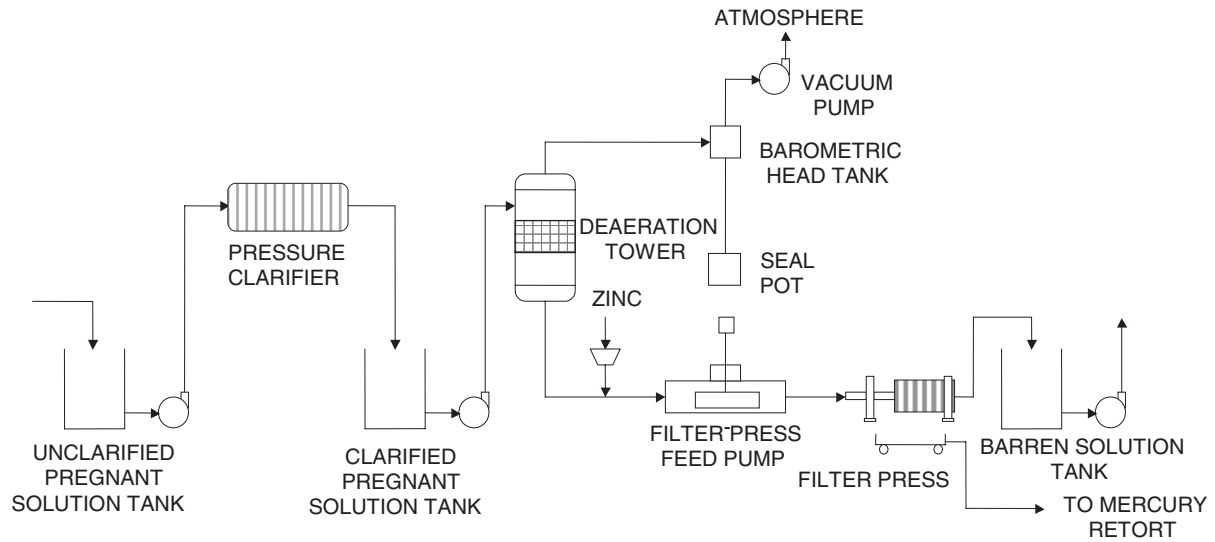 ATMOSPHERE
VACUUM
PUMP
BAROMETRIC
HEAD TANK
DEAERATION
TOWER
PRESSURE
CLARIFIER
SEAL
POT
ZINC
UNCLARIFIED
PREGNANT
SOLUTION TANK
CLARIFIED
PREGNANT
SOLUTION TANK
FILTER-PRESS
FEED PUMP
FILTER PRESS
BARREN SOLUTION
TANK
TO MERCURY
RETORT